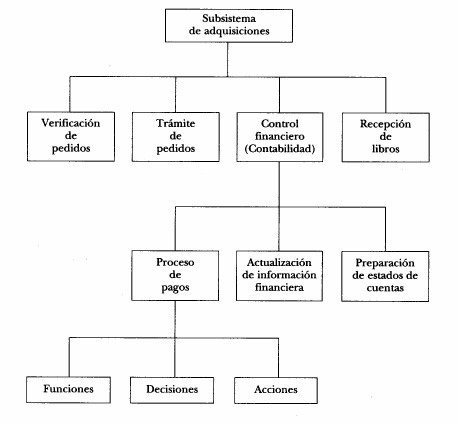 Subsistema
de adquisiciones
Verificación
de
pedidos
Trámite
de
pedidos
Control
financiero
(Contabilidad)
Recepción
de
libros
Proceso
de
pagos
Actualización
de información
financiera
Preparación
de estados de
cuentas
Funciones
Decisiones
Acciones